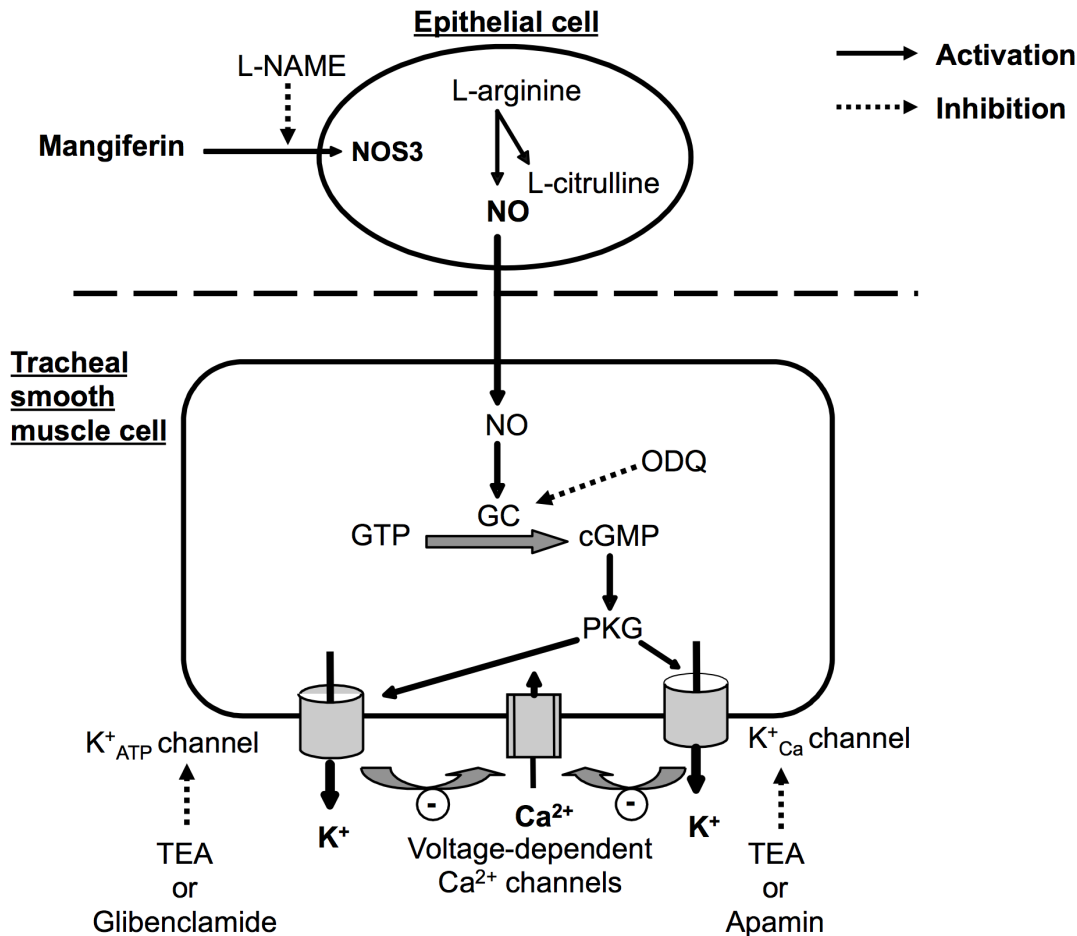 Epithelial cell
L-NAME
L-arginine
Activation
Inhibition
Mangiferin
NOS3
L-citrulline
NO
Tracheal
smooth
muscle cell
NO
ODQ
GC
GTP
cGMP
PKG
K⁺ATP channel
K⁺Ca channel
-
-
K⁺
Ca²⁺
K⁺
Voltage-dependent
Ca²⁺ channels
TEA
or
Glibenclamide
TEA
or
Apamin